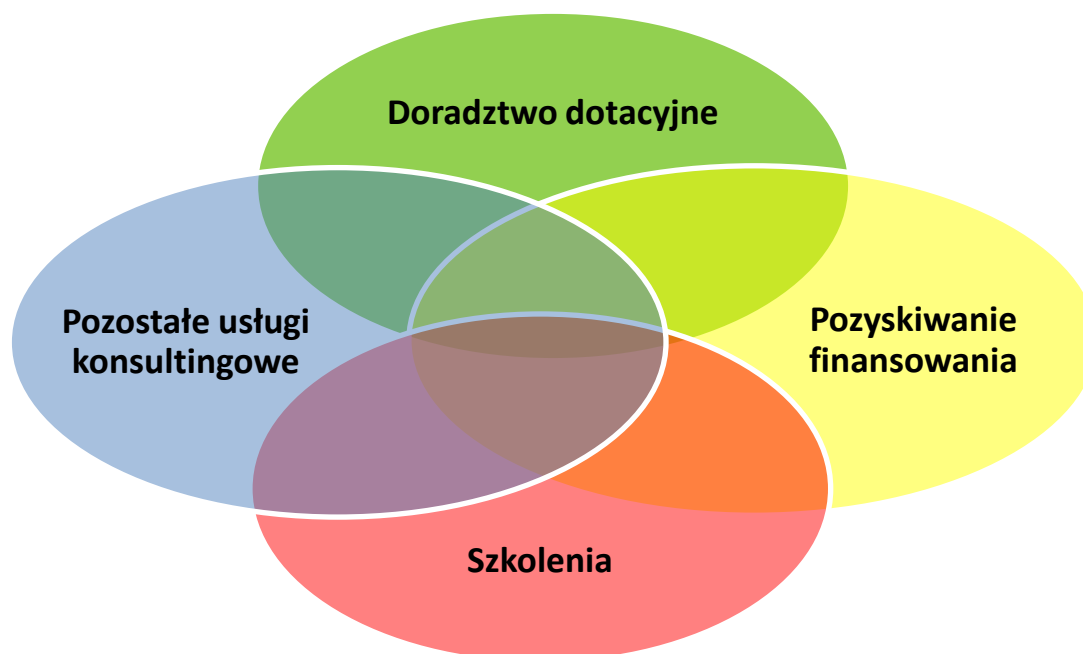 Doradztwo dotacyjne
Pozostałe usługi
konsultingowe
Pozyskiwanie
finansowania
Szkolenia